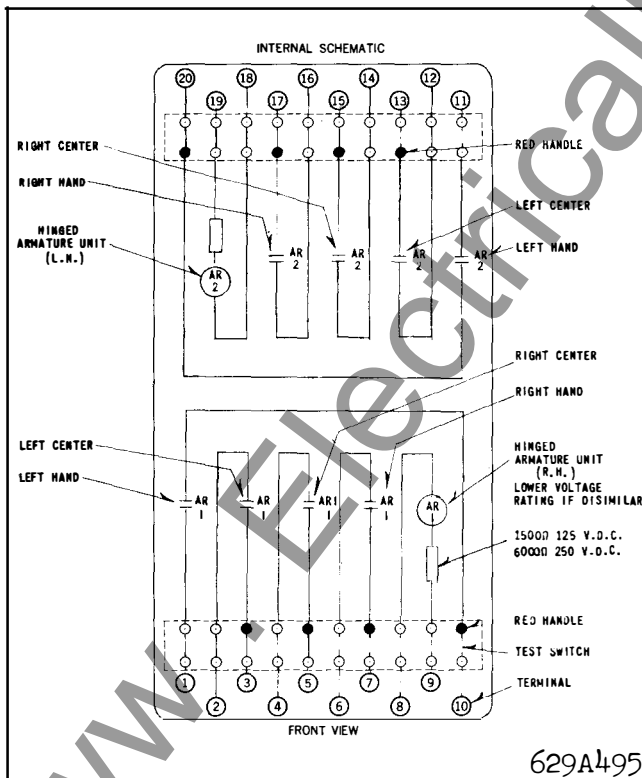 INTERNAL SCHEMATIC
20 18 16 14 12
19 17 15 13 11
RIGHT CENTER
RED HANDLE
RIGHT HAND
LEFT CENTER
HINGED
ARMATURE UNIT
(L.H.)
LEFT HAND
AR
2
AR
2
AR
2
AR
2
AR
2
RIGHT CENTER
RIGHT HAND
LEFT CENTER
LEFT HAND
HINGED
ARMATURE UNIT
(R.H.)
LOWER VOLTAGE
RATING IF DISIMILAR
AR
1
AR
1
AR
1
AR
1
AR
1
1500Ω 125 V.D.C.
6000Ω 250 V.D.C.
RED HANDLE
TEST SWITCH
1 3 5 7 9
TERMINAL
2 4 6 8 10
FRONT VIEW
629A495
www. Electrical